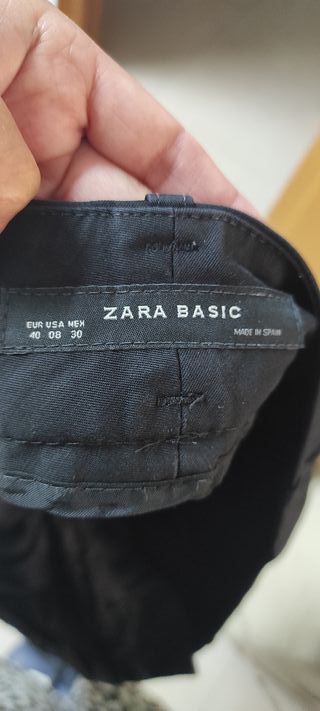 ZARA BASIC
EUR USA MEX
40 08 30
MADE IN SPAIN